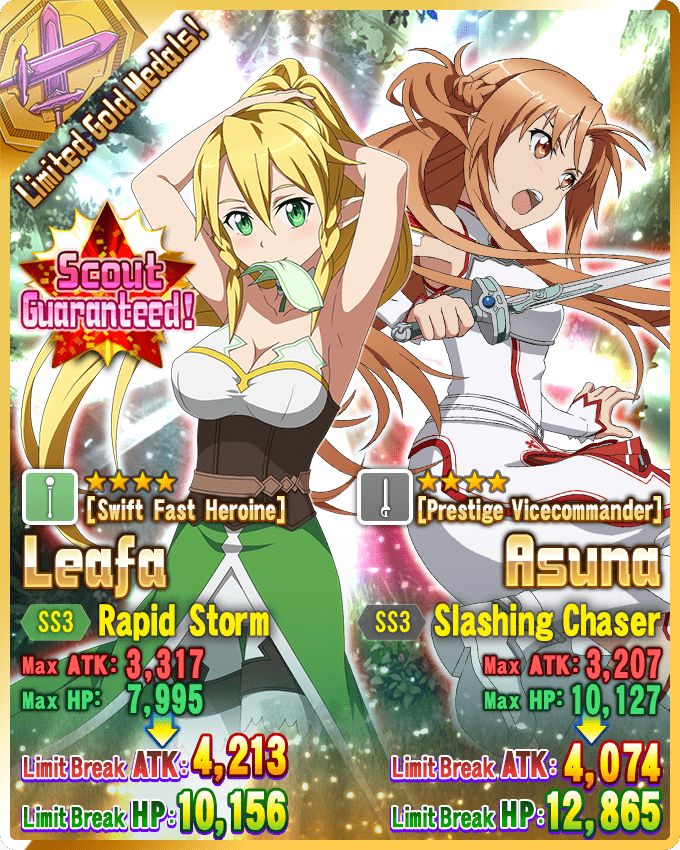 Limited Gold Medals!
Scout
Guaranteed!
[Swift Fast Heroine]
Leafa
SS3 Rapid Storm
Max ATK: 3,317
Max HP: 7,995
Limit Break ATK: 4,213
Limit Break HP: 10,156
[Prestige Vicecommander]
Asuna
SS3 Slashing Chaser
Max ATK: 3,207
Max HP: 10,127
Limit Break ATK: 4,074
Limit Break HP: 12,865